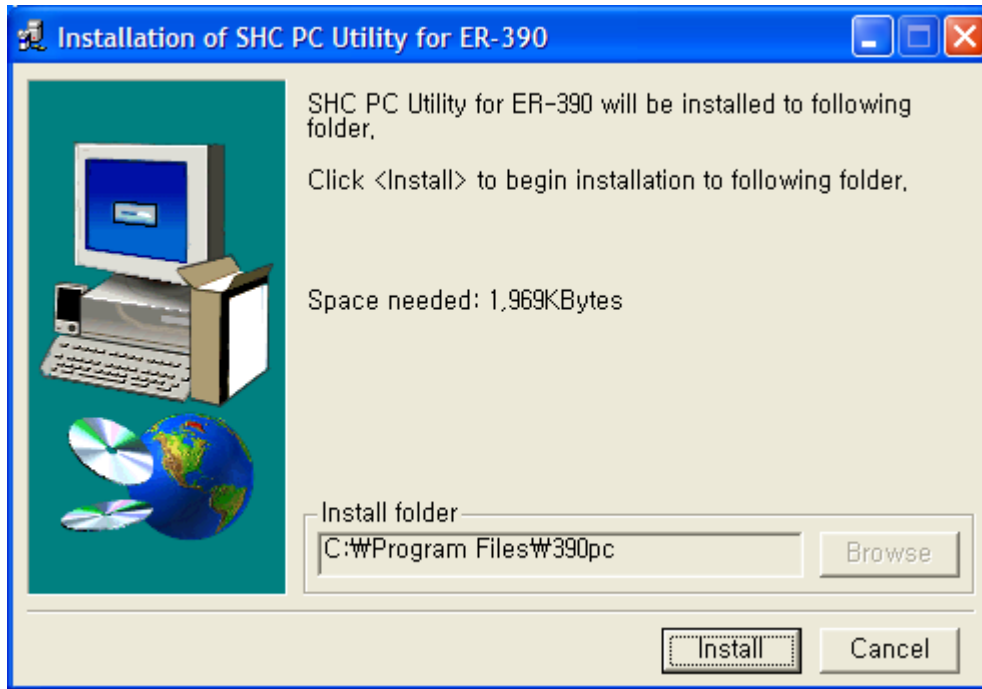 Installation of SHC PC Utility for ER-390
SHC PC Utility for ER-390 will be installed to following
folder,
Click <Install> to begin installation to following folder,
Space needed: 1,969KBytes
Install folder
C:₩Program Files₩390pc
Browse
Install
Cancel